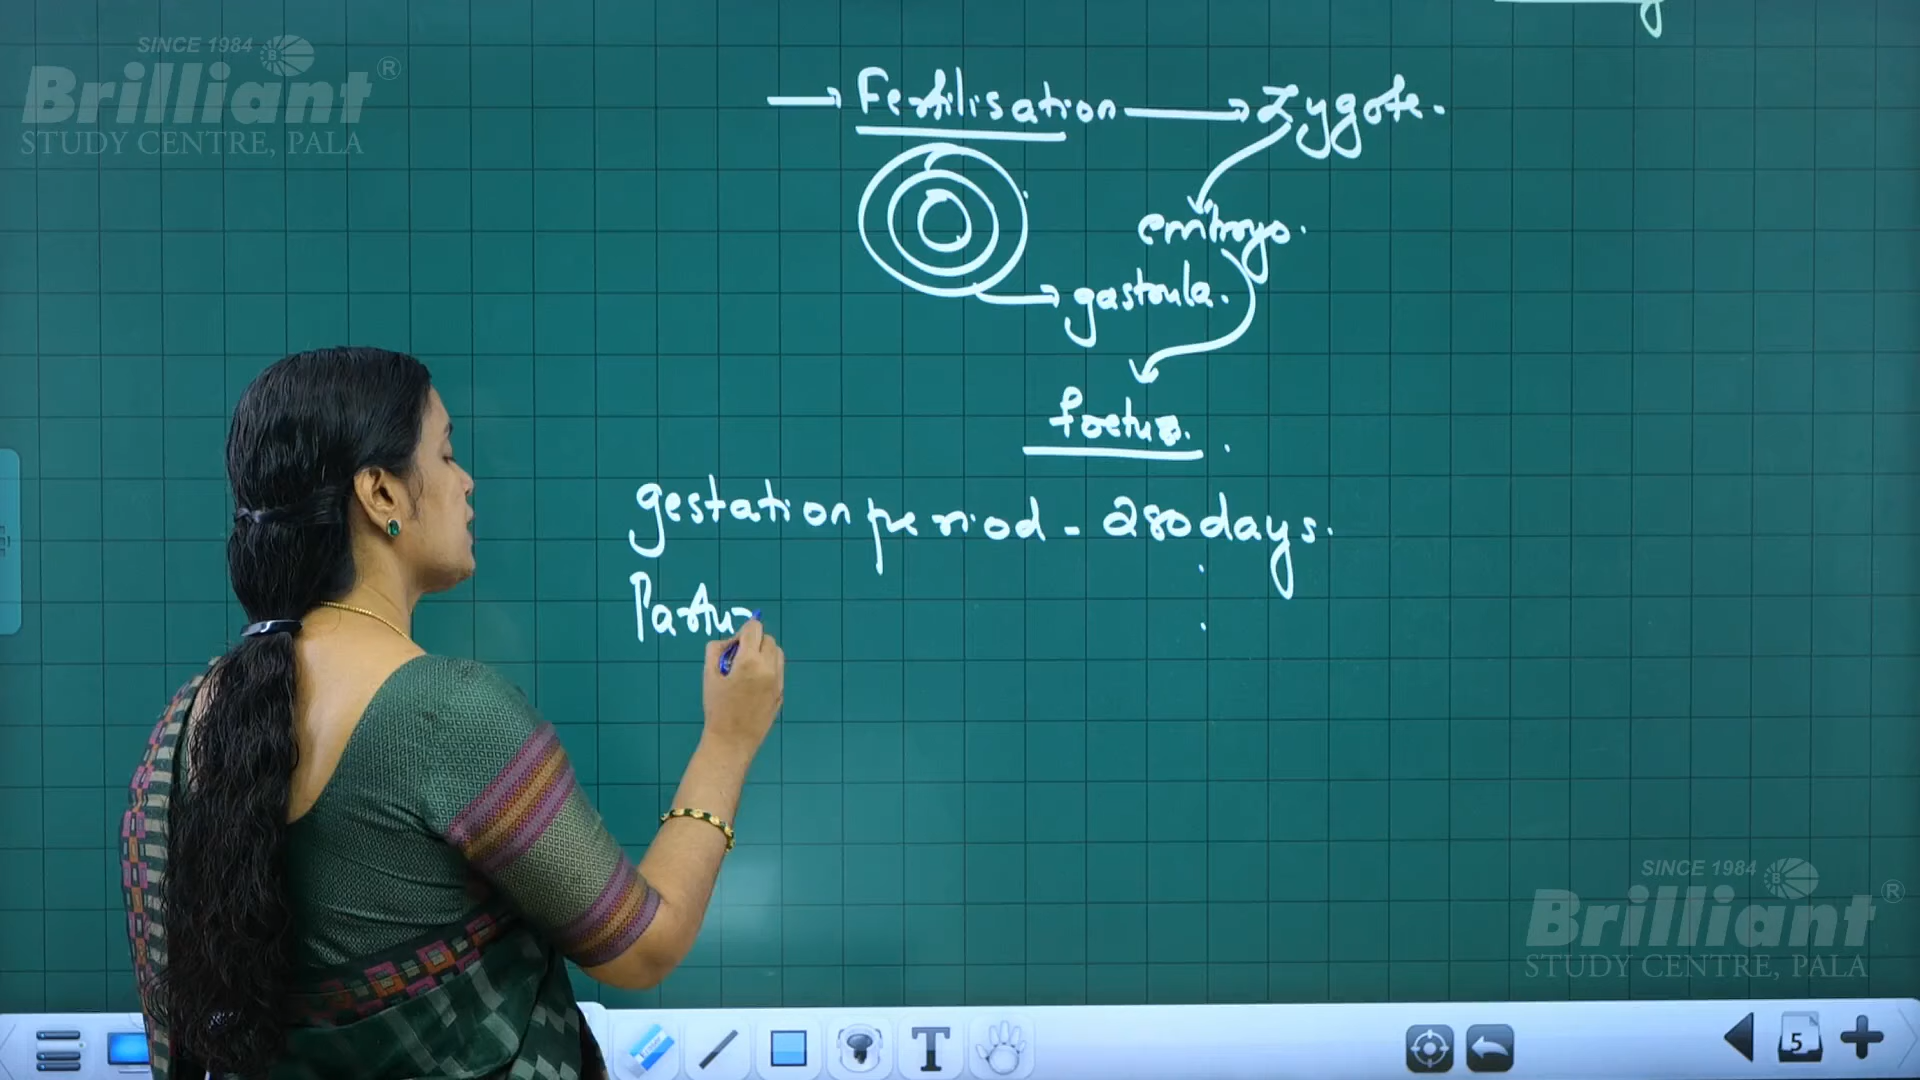 SINCE 1984
Brilliant®
STUDY CENTRE, PALA
→ Fertilisation → Zygote.
embryo.
→ gastrula.
foetus.
gestation period - 280 days.
Partur
SINCE 1984
Brilliant®
STUDY CENTRE, PALA
T
5